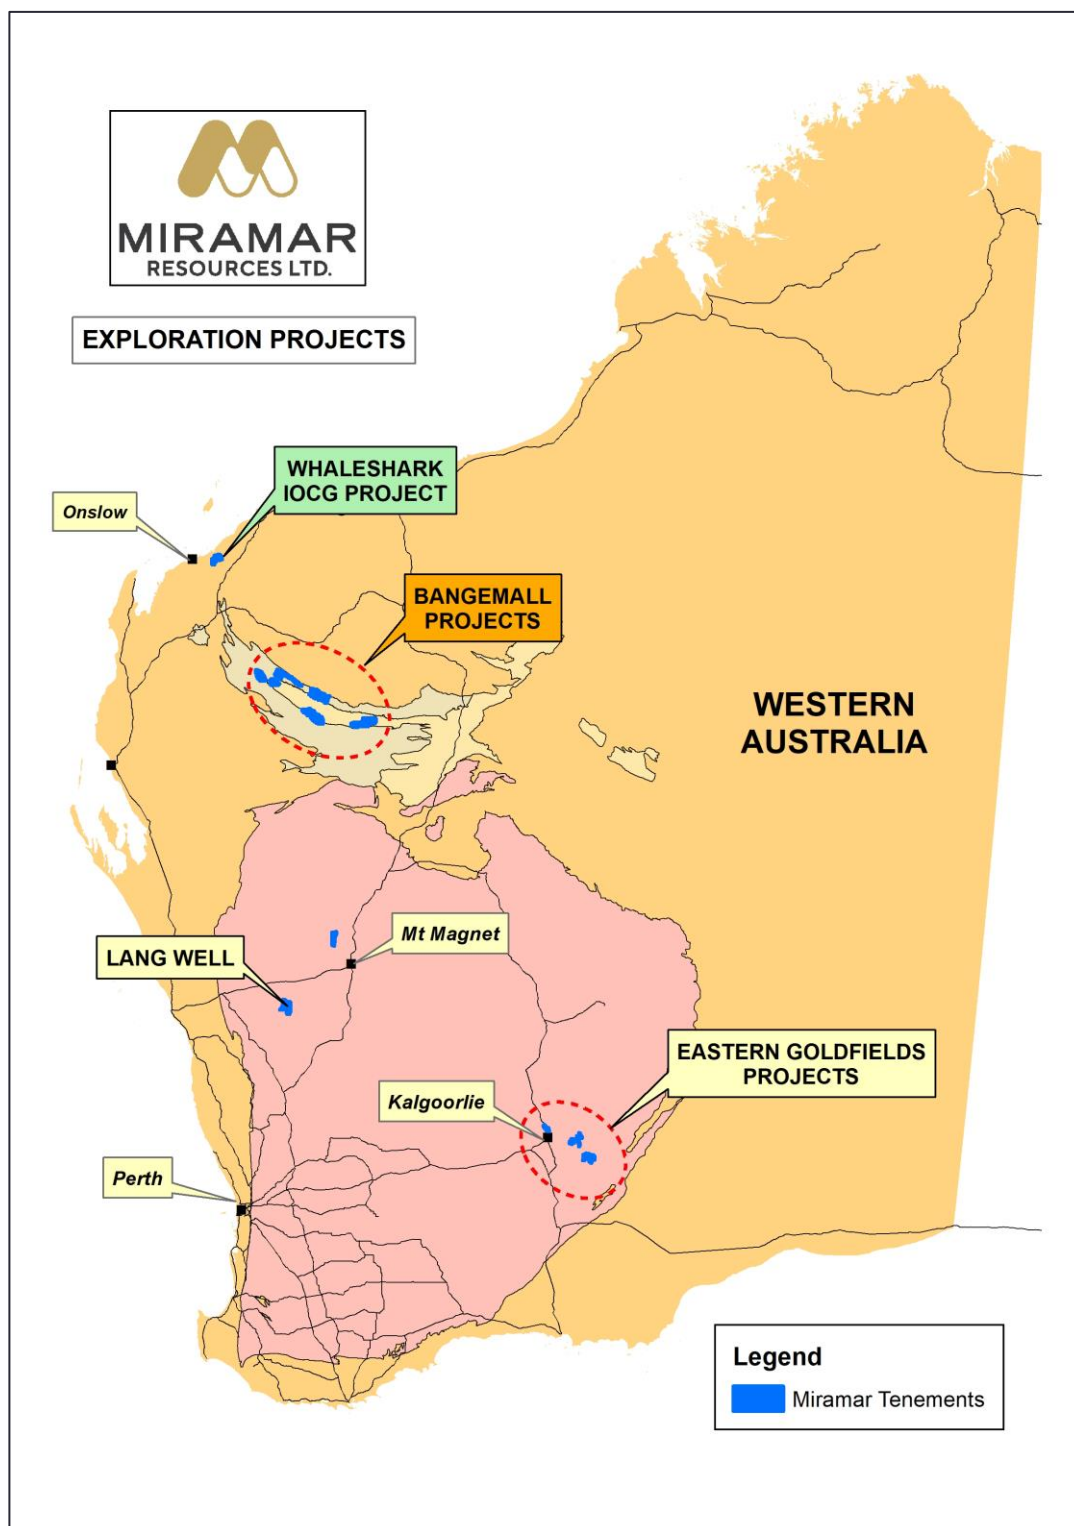 MIRAMAR
RESOURCES LTD.
EXPLORATION PROJECTS
WHALESHARK
IOCG PROJECT
Onslow
BANGEMALL
PROJECTS
WESTERN
AUSTRALIA
Mt Magnet
LANG WELL
EASTERN GOLDFIELDS
PROJECTS
Kalgoorlie
Perth
Legend
Miramar Tenements